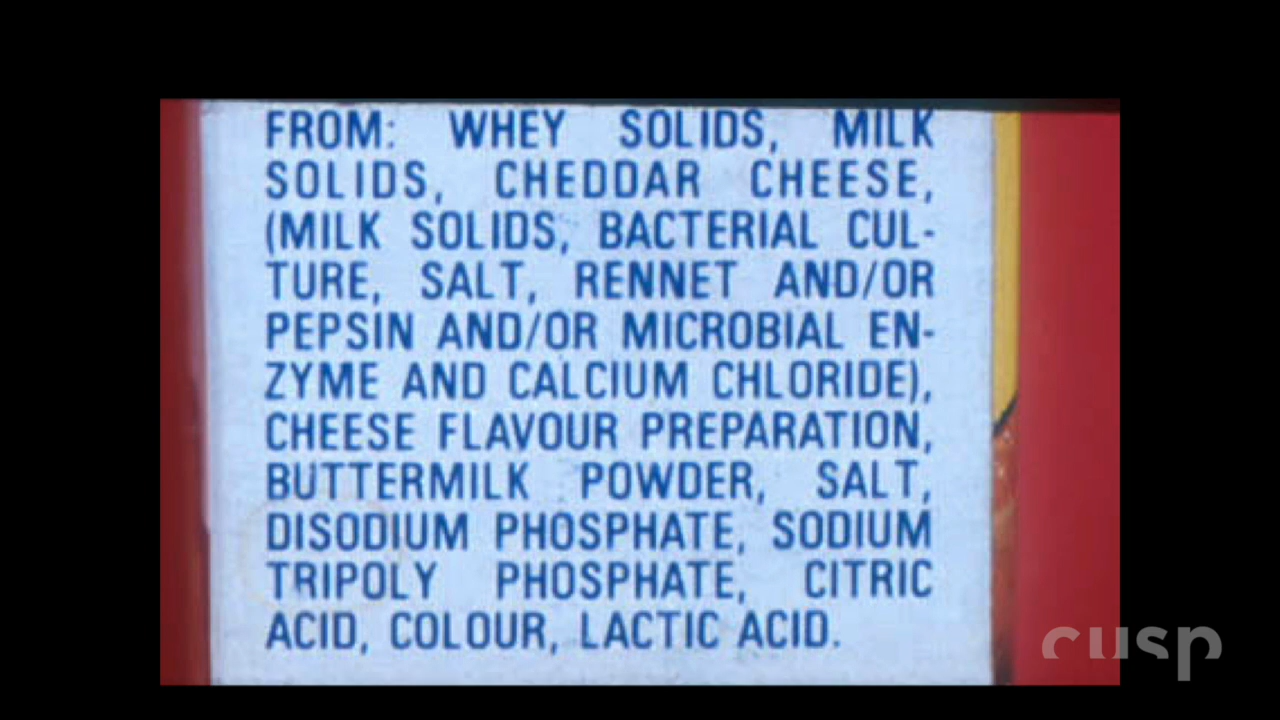 FROM: WHEY SOLIDS, MILK
SOLIDS, CHEDDAR CHEESE,
(MILK SOLIDS, BACTERIAL CUL-
TURE, SALT, RENNET AND/OR
PEPSIN AND/OR MICROBIAL EN-
ZYME AND CALCIUM CHLORIDE),
CHEESE FLAVOUR PREPARATION,
BUTTERMILK POWDER, SALT,
DISODIUM PHOSPHATE, SODIUM
TRIPOLY PHOSPHATE, CITRIC
ACID, COLOUR, LACTIC ACID.
cusp